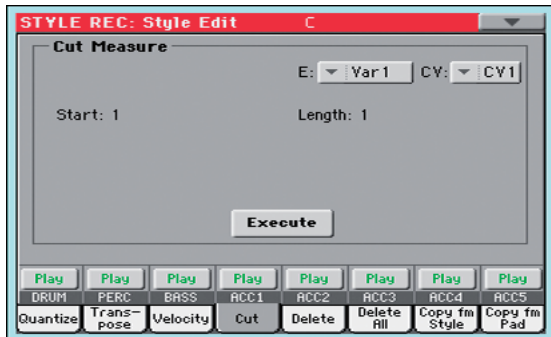 STYLE REC: Style Edit C
Cut Measure
E: Var1 CV: CV1
Start: 1 Length: 1
Execute
Play Play Play Play Play Play Play Play
DRUM PERC BASS ACC1 ACC2 ACC3 ACC4 ACC5
Quantize Trans- Velocity Cut Delete Delete Copy fm Copy fm
pose All Style Pad